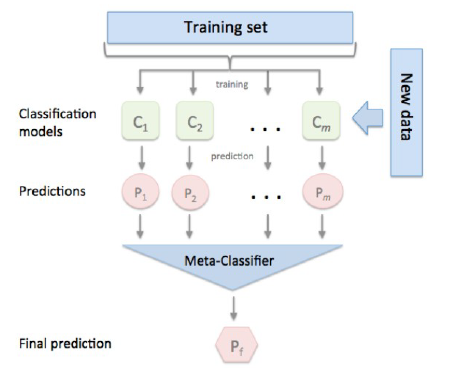 Training set
training
New data
Classification
models
C1 C2 . . . Cm
prediction
Predictions
P1 P2 . . . Pm
Meta-Classifier
Final prediction
Pf